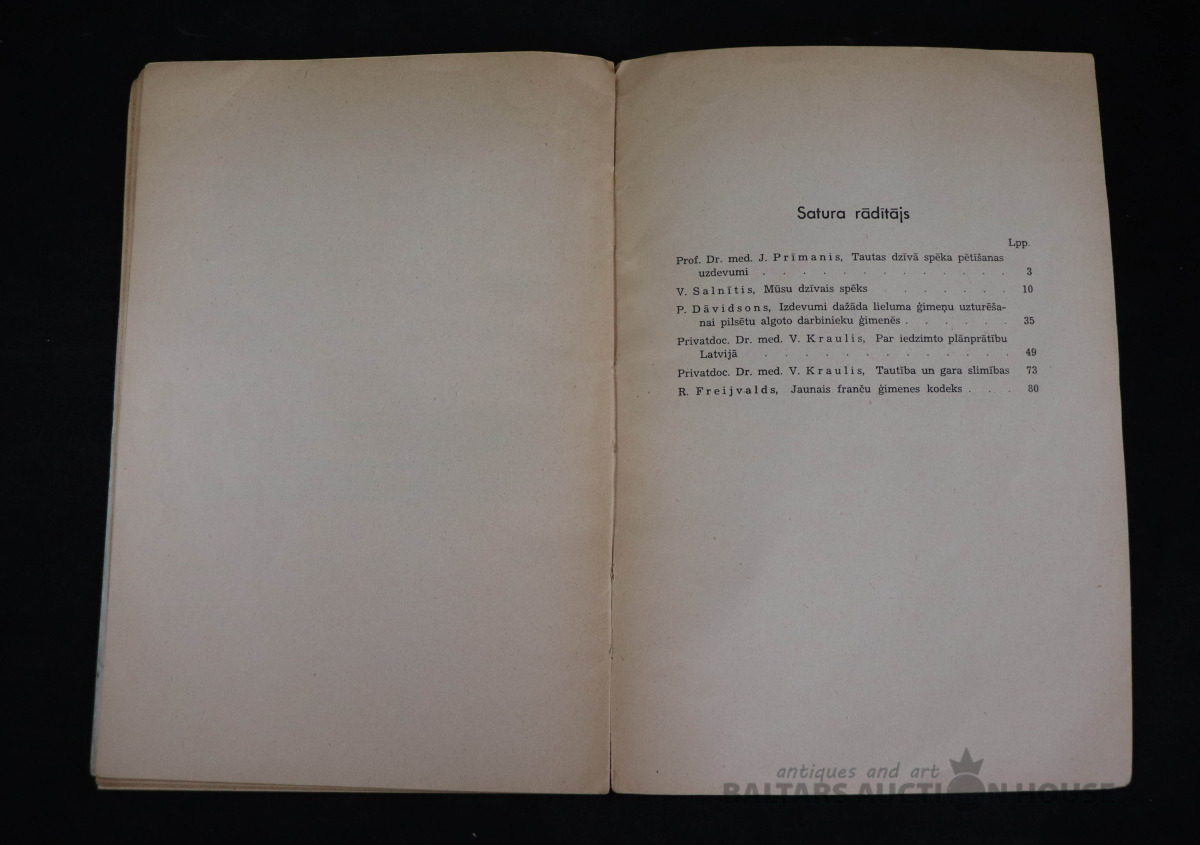 Satura rādītājs
Lpp.
Prof. Dr. med. J. Prīmanis, Tautas dzīvā spēka pētīšanas
uzdevumi . . . . . . . . . . . . . 3
V. Salnītis, Mūsu dzīvais spēks . . . . . . . 10
P. Dāvidsons, Izdevumi dažāda lieluma ģimeņu uzturēša-
nai pilsētu algoto darbinieku ģimenēs . . . . . . 35
Privatdoc. Dr. med. V. Kraulis, Par iedzimto plānprātību
Latvijā . . . . . . . . . . . . . 49
Privatdoc. Dr. med. V. Kraulis, Tautība un gara slimības 73
R. Freijvalds, Jaunais franču ģimenes kodeks . . . 80
antiques and art
BALTARS AUCTION HOUSE